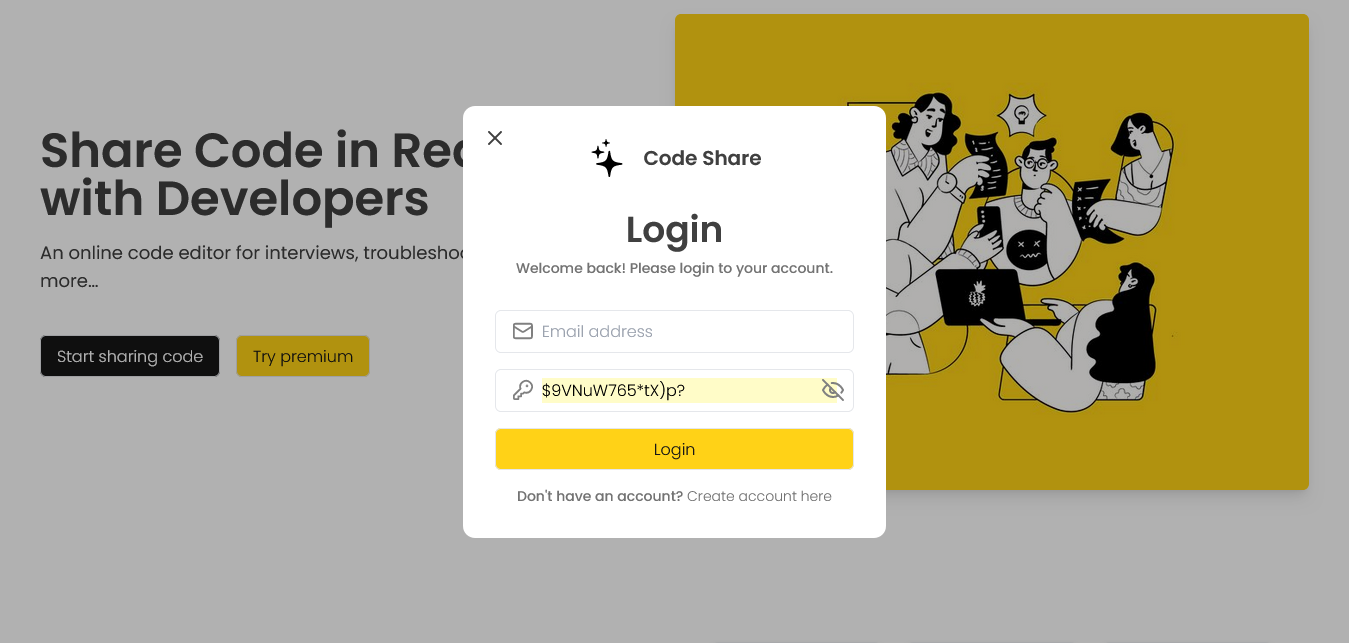 Share Code in Rea
with Developers
An online code editor for interviews, troubleshoo
more...
Start sharing code
Try premium
Code Share
Login
Welcome back! Please login to your account.
Email address
$9VNuW765*tX)p?
Login
Don't have an account? Create account here